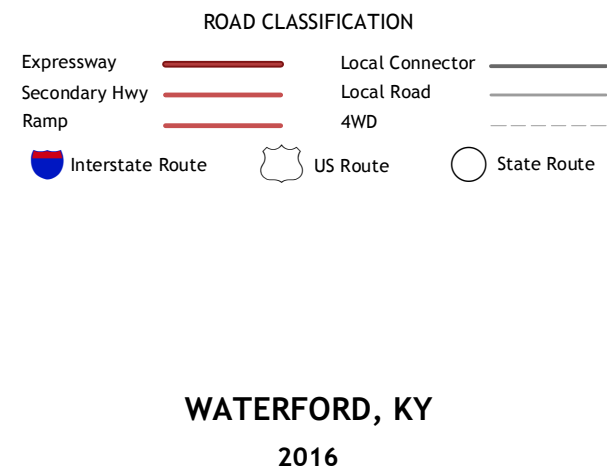 ROAD CLASSIFICATION
Expressway Local Connector
Secondary Hwy Local Road
Ramp 4WD
Interstate Route US Route State Route
WATERFORD, KY
2016